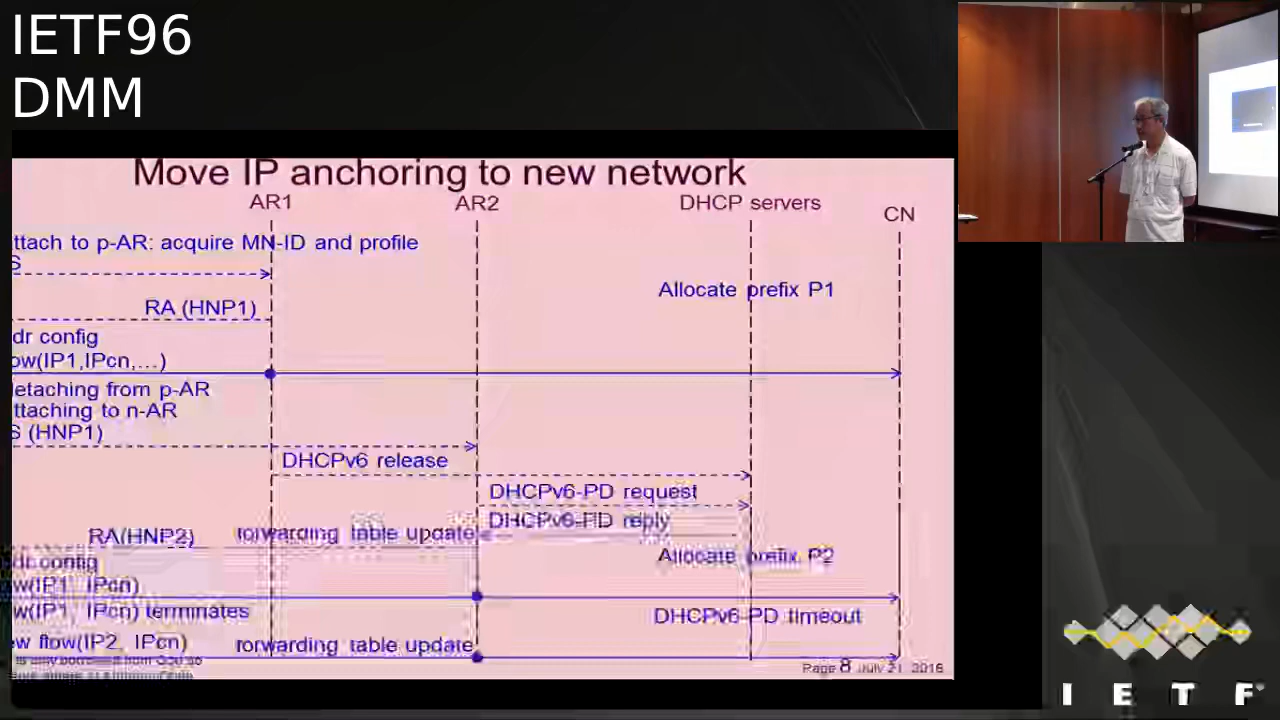 IETF96
DMM
Move IP anchoring to new network
AR1
AR2
DHCP servers
CN
ttach to p-AR: acquire MN-ID and profile
S
Allocate prefix P1
RA (HNP1)
dr config
ow(IP1,IPcn,...)
etaching from p-AR
ttaching to n-AR
S (HNP1)
DHCPv6 release
DHCPv6-PD request
DHCPv6-PD reply
RA(HNP2)
forwarding table update
Allocate prefix P2
dr config
w(IP1, IPcn)
w(IP1, IPcn) terminates
DHCPv6-PD timeout
ew flow(IP2, IPcn)
forwarding table update
Page 8 July 21, 2016
I E T F